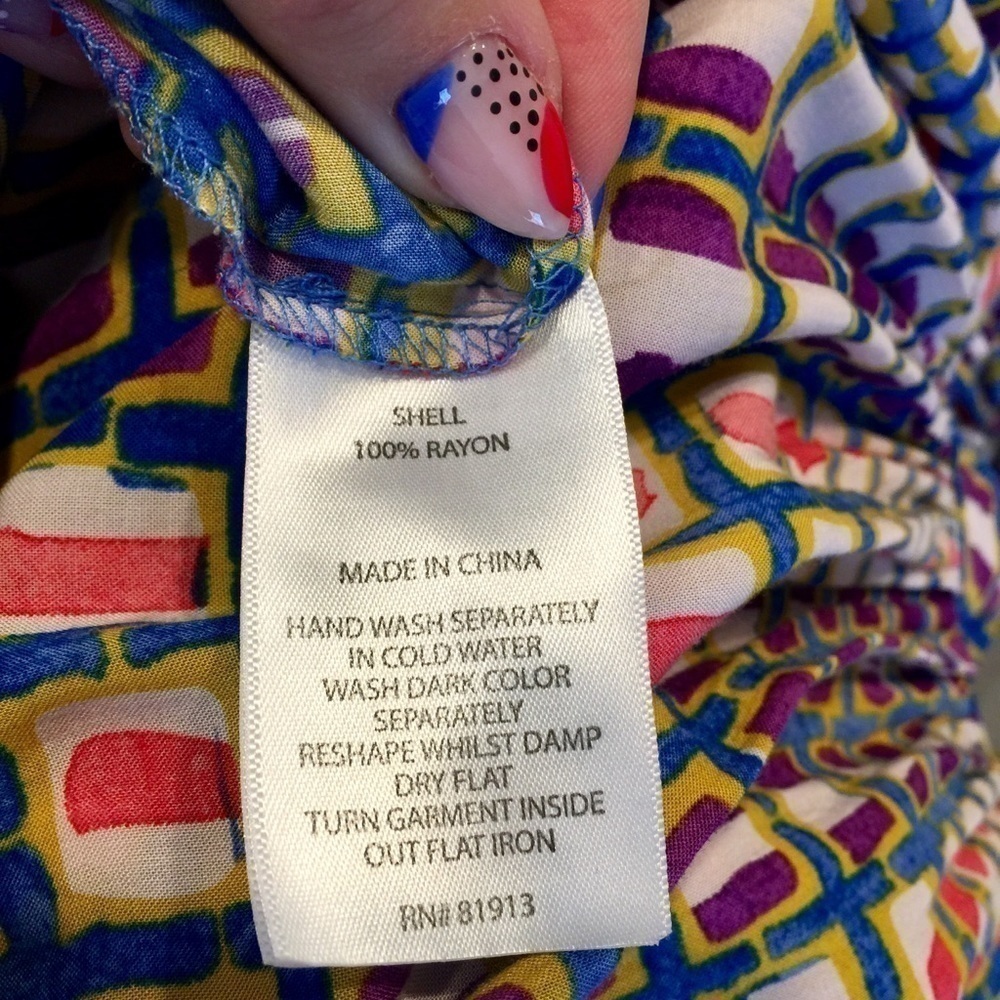 SHELL
100% RAYON
MADE IN CHINA
HAND WASH SEPARATELY
IN COLD WATER
WASH DARK COLOR
SEPARATELY
RESHAPE WHILST DAMP
DRY FLAT
TURN GARMENT INSIDE
OUT FLAT IRON
RN# 81913